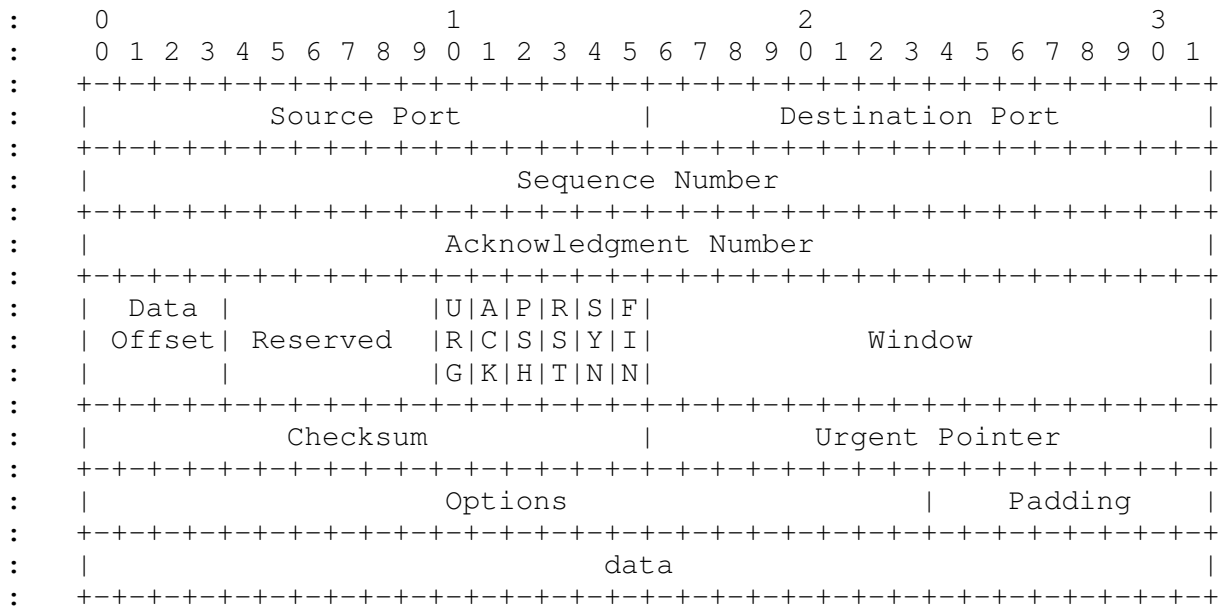 :    0                   1                   2                   3
:    0 1 2 3 4 5 6 7 8 9 0 1 2 3 4 5 6 7 8 9 0 1 2 3 4 5 6 7 8 9 0 1
:   +-+-+-+-+-+-+-+-+-+-+-+-+-+-+-+-+-+-+-+-+-+-+-+-+-+-+-+-+-+-+-+-+
:   |          Source Port          |       Destination Port        |
:   +-+-+-+-+-+-+-+-+-+-+-+-+-+-+-+-+-+-+-+-+-+-+-+-+-+-+-+-+-+-+-+-+
:   |                        Sequence Number                        |
:   +-+-+-+-+-+-+-+-+-+-+-+-+-+-+-+-+-+-+-+-+-+-+-+-+-+-+-+-+-+-+-+-+
:   |                    Acknowledgment Number                      |
:   +-+-+-+-+-+-+-+-+-+-+-+-+-+-+-+-+-+-+-+-+-+-+-+-+-+-+-+-+-+-+-+-+
:   |  Data |           |U|A|P|R|S|F|                               |
:   | Offset| Reserved  |R|C|S|S|Y|I|            Window             |
:   |       |           |G|K|H|T|N|N|                               |
:   +-+-+-+-+-+-+-+-+-+-+-+-+-+-+-+-+-+-+-+-+-+-+-+-+-+-+-+-+-+-+-+-+
:   |           Checksum            |         Urgent Pointer        |
:   +-+-+-+-+-+-+-+-+-+-+-+-+-+-+-+-+-+-+-+-+-+-+-+-+-+-+-+-+-+-+-+-+
:   |                    Options                    |    Padding    |
:   +-+-+-+-+-+-+-+-+-+-+-+-+-+-+-+-+-+-+-+-+-+-+-+-+-+-+-+-+-+-+-+-+
:   |                             data                              |
:   +-+-+-+-+-+-+-+-+-+-+-+-+-+-+-+-+-+-+-+-+-+-+-+-+-+-+-+-+-+-+-+-+